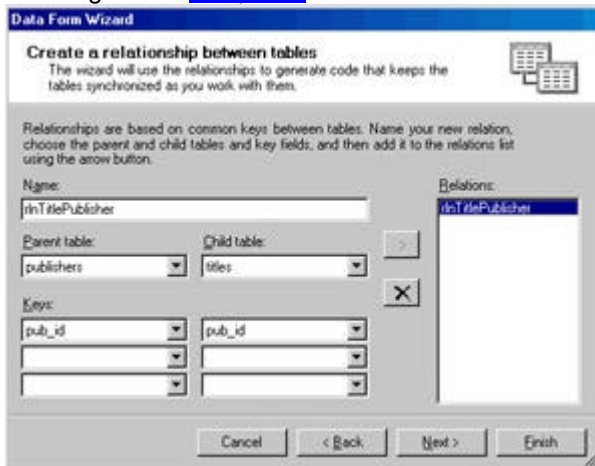 Data Form Wizard
Create a relationship between tables
The wizard will use the relationships to generate code that keeps the
tables synchronized as you work with them.
Relationships are based on common keys between tables. Name your new relation,
choose the parent and child tables and key fields, and then add it to the relations list
using the arrow button.
Name:
rlnTitlePublisher
Relations:
rlnTitlePublisher
Parent table:
Child table:
publishers
titles
>
X
Keys:
pub_id
pub_id
Cancel
< Back
Next >
Finish